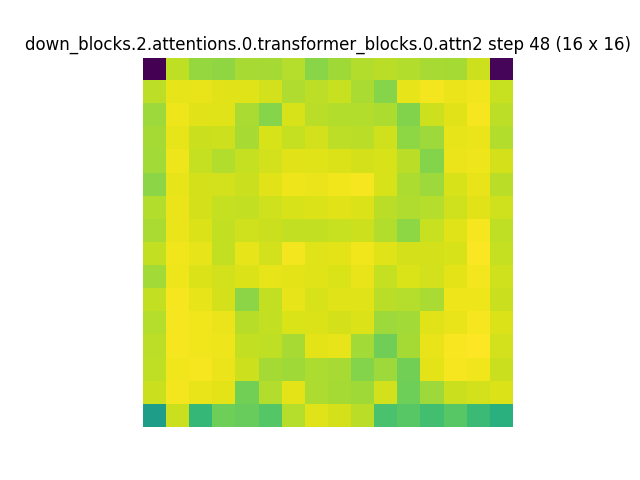 down_blocks.2.attentions.0.transformer_blocks.0.attn2 step 48 (16 x 16)